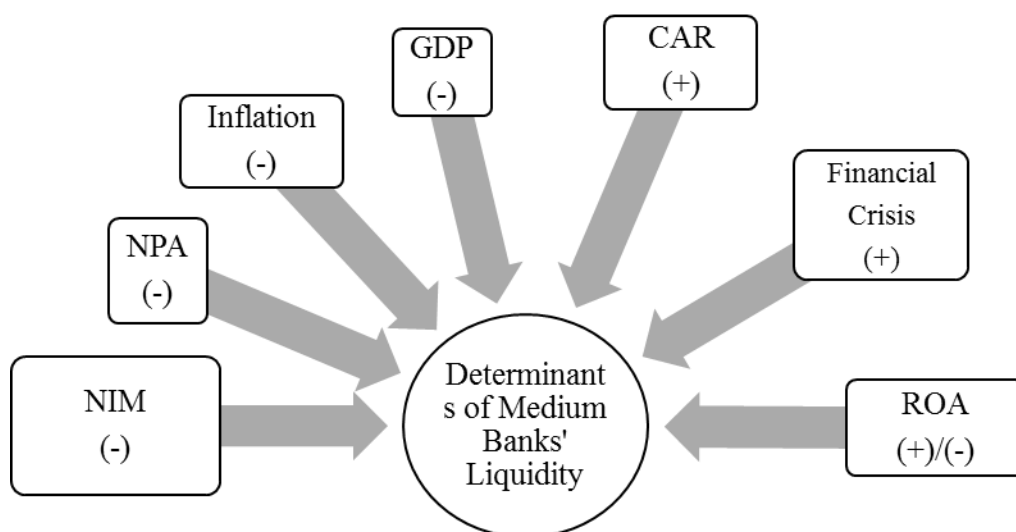 GDP
(-)
CAR
(+)
Inflation
(-)
Financial
Crisis
(+)
NPA
(-)
NIM
(-)
Determinant
s of Medium
Banks'
Liquidity
ROA
(+)/(-)